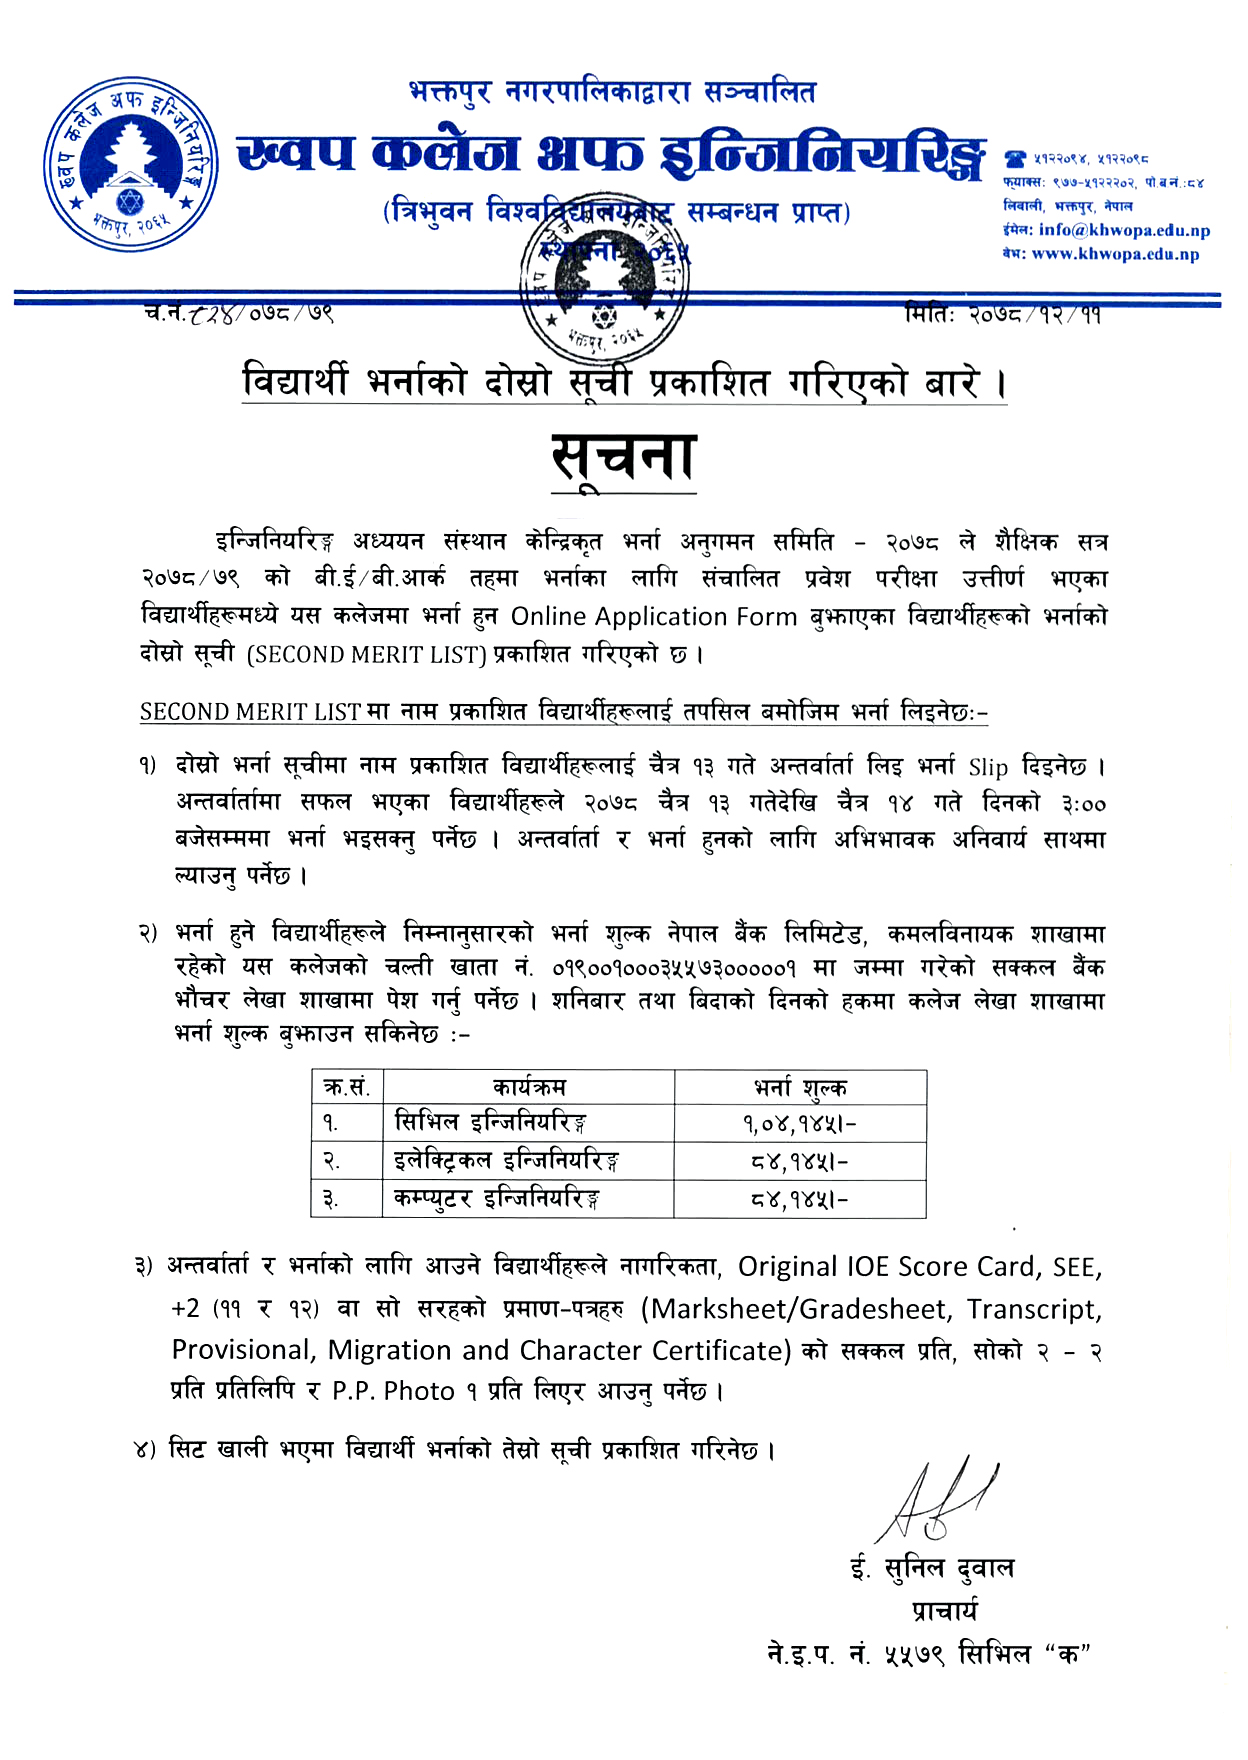 भक्तपुर नगरपालिकाद्वारा सञ्चालित
ख्वप कलेज अफ इन्जिनियरिङ्ग
(त्रिभुवन विश्वविद्यालयबाट सम्बन्धन प्राप्त)
स्थापना २०६५
☎ ५१२२०९४, ५१२२०९८
फ्याक्स: ९७७-५१२२२०२, पो.ब.नं.:८४
लिवाली, भक्तपुर, नेपाल
इमेल: info@khwopa.edu.np
वेभ: www.khwopa.edu.np
ख्वप कलेज अफ इन्जिनियरिङ्ग
भक्तपुर, २०६५
ख्वप कलेज अफ इन्जिनियरिङ्ग
भक्तपुर, २०६५
च.नं.८२४/०७८/७९
मितिः २०७८/१२/११
विद्यार्थी भर्नाको दोस्रो सूची प्रकाशित गरिएको बारे ।
सूचना
इन्जिनियरिङ्ग अध्ययन संस्थान केन्द्रिकृत भर्ना अनुगमन समिति – २०७८ ले शैक्षिक सत्र
२०७८/७९ को बी.ई/बी.आर्क तहमा भर्नाका लागि संचालित प्रवेश परीक्षा उत्तीर्ण भएका
विद्यार्थीहरूमध्ये यस कलेजमा भर्ना हुन Online Application Form बुझाएका विद्यार्थीहरूको भर्नाको
दोस्रो सूची (SECOND MERIT LIST) प्रकाशित गरिएको छ ।
SECOND MERIT LIST मा नाम प्रकाशित विद्यार्थीहरूलाई तपसिल बमोजिम भर्ना लिइनेछः–
१) दोस्रो भर्ना सूचीमा नाम प्रकाशित विद्यार्थीहरूलाई चैत्र १३ गते अन्तर्वार्ता लिइ भर्ना Slip दिइनेछ ।
अन्तर्वार्तामा सफल भएका विद्यार्थीहरूले २०७८ चैत्र १३ गतेदेखि चैत्र १४ गते दिनको ३:००
बजेसम्ममा भर्ना भइसक्नु पर्नेछ । अन्तर्वार्ता र भर्ना हुनको लागि अभिभावक अनिवार्य साथमा
ल्याउनु पर्नेछ ।
२) भर्ना हुने विद्यार्थीहरूले निम्नानुसारको भर्ना शुल्क नेपाल बैंक लिमिटेड, कमलविनायक शाखामा
रहेको यस कलेजको चल्ती खाता नं. ०१९००१०००३५५७३०००००१ मा जम्मा गरेको सक्कल बैंक
भौचर लेखा शाखामा पेश गर्नु पर्नेछ । शनिबार तथा बिदाको दिनको हकमा कलेज लेखा शाखामा
भर्ना शुल्क बुझाउन सकिनेछ :–
क्र.सं. कार्यक्रम भर्ना शुल्क
१. सिभिल इन्जिनियरिङ्ग १,०४,१४५।–
२. इलेक्ट्रिकल इन्जिनियरिङ्ग ८४,१४५।–
३. कम्प्युटर इन्जिनियरिङ्ग ८४,१४५।–
३) अन्तर्वार्ता र भर्नाको लागि आउने विद्यार्थीहरूले नागरिकता, Original IOE Score Card, SEE,
+2 (११ र १२) वा सो सरहको प्रमाण–पत्रहरु (Marksheet/Gradesheet, Transcript,
Provisional, Migration and Character Certificate) को सक्कल प्रति, सोको २ – २
प्रति प्रतिलिपि र P.P. Photo १ प्रति लिएर आउनु पर्नेछ ।
४) सिट खाली भएमा विद्यार्थी भर्नाको तेस्रो सूची प्रकाशित गरिनेछ ।
ई. सुनिल दुवाल
प्राचार्य
ने.इ.प. नं. ५५७९ सिभिल “क”